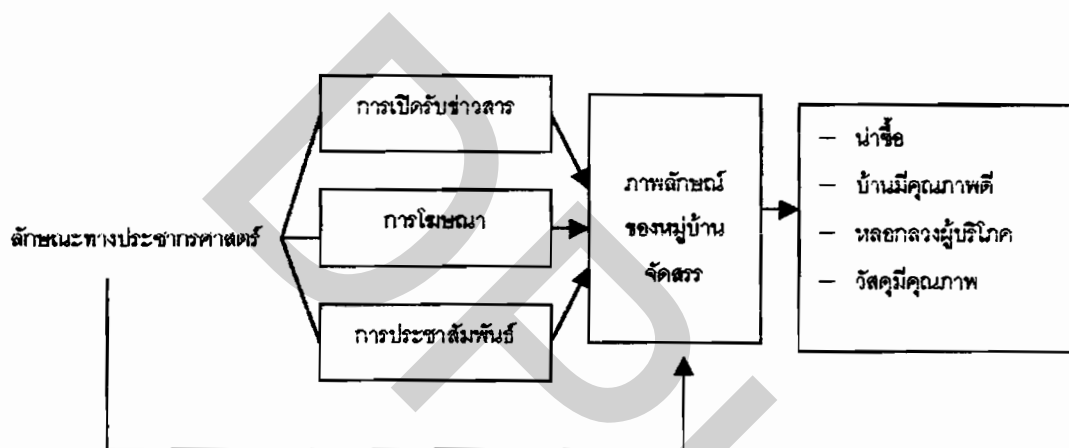 ลักษณะทางประชากรศาสตร์
การเปิดรับข่าวสาร
การโฆษณา
การประชาสัมพันธ์
ภาพลักษณ์
ของหมู่บ้าน
จัดสรร
– น่าซื้อ
– บ้านมีคุณภาพดี
– หลอกลวงผู้บริโภค
– วัสดุมีคุณภาพ